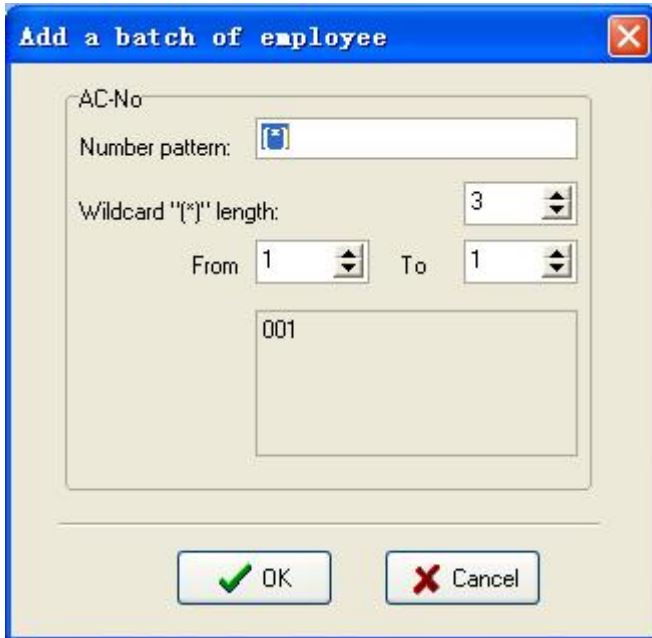 Add a batch of employee
AC-No
Number pattern: (*)
Wildcard "(*)" length: 3
From 1 To 1
001
OK Cancel